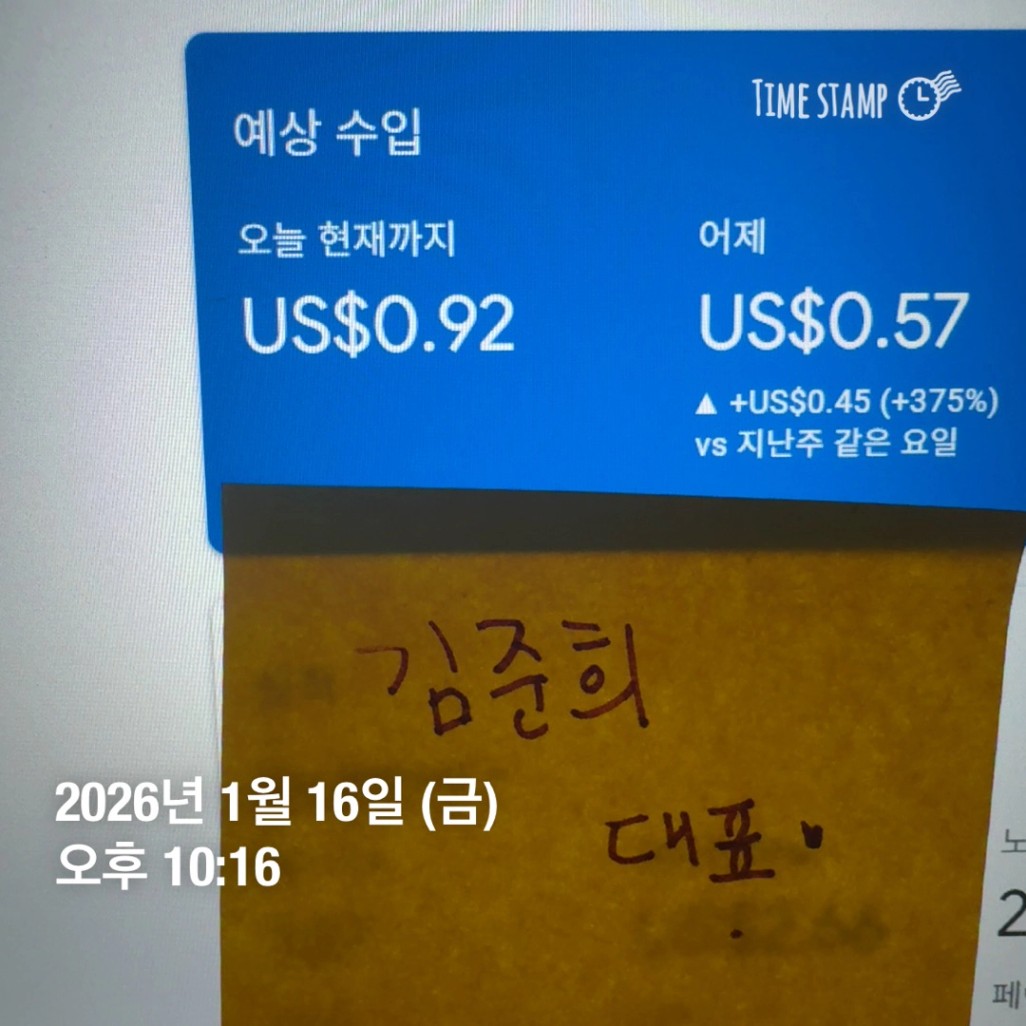 TIME STAMP
예상 수입
오늘 현재까지
어제
US$0.92
US$0.57
▲ +US$0.45 (+375%)
vs 지난주 같은 요일
김준희
대표.
2026년 1월 16일 (금)
오후 10:16
2